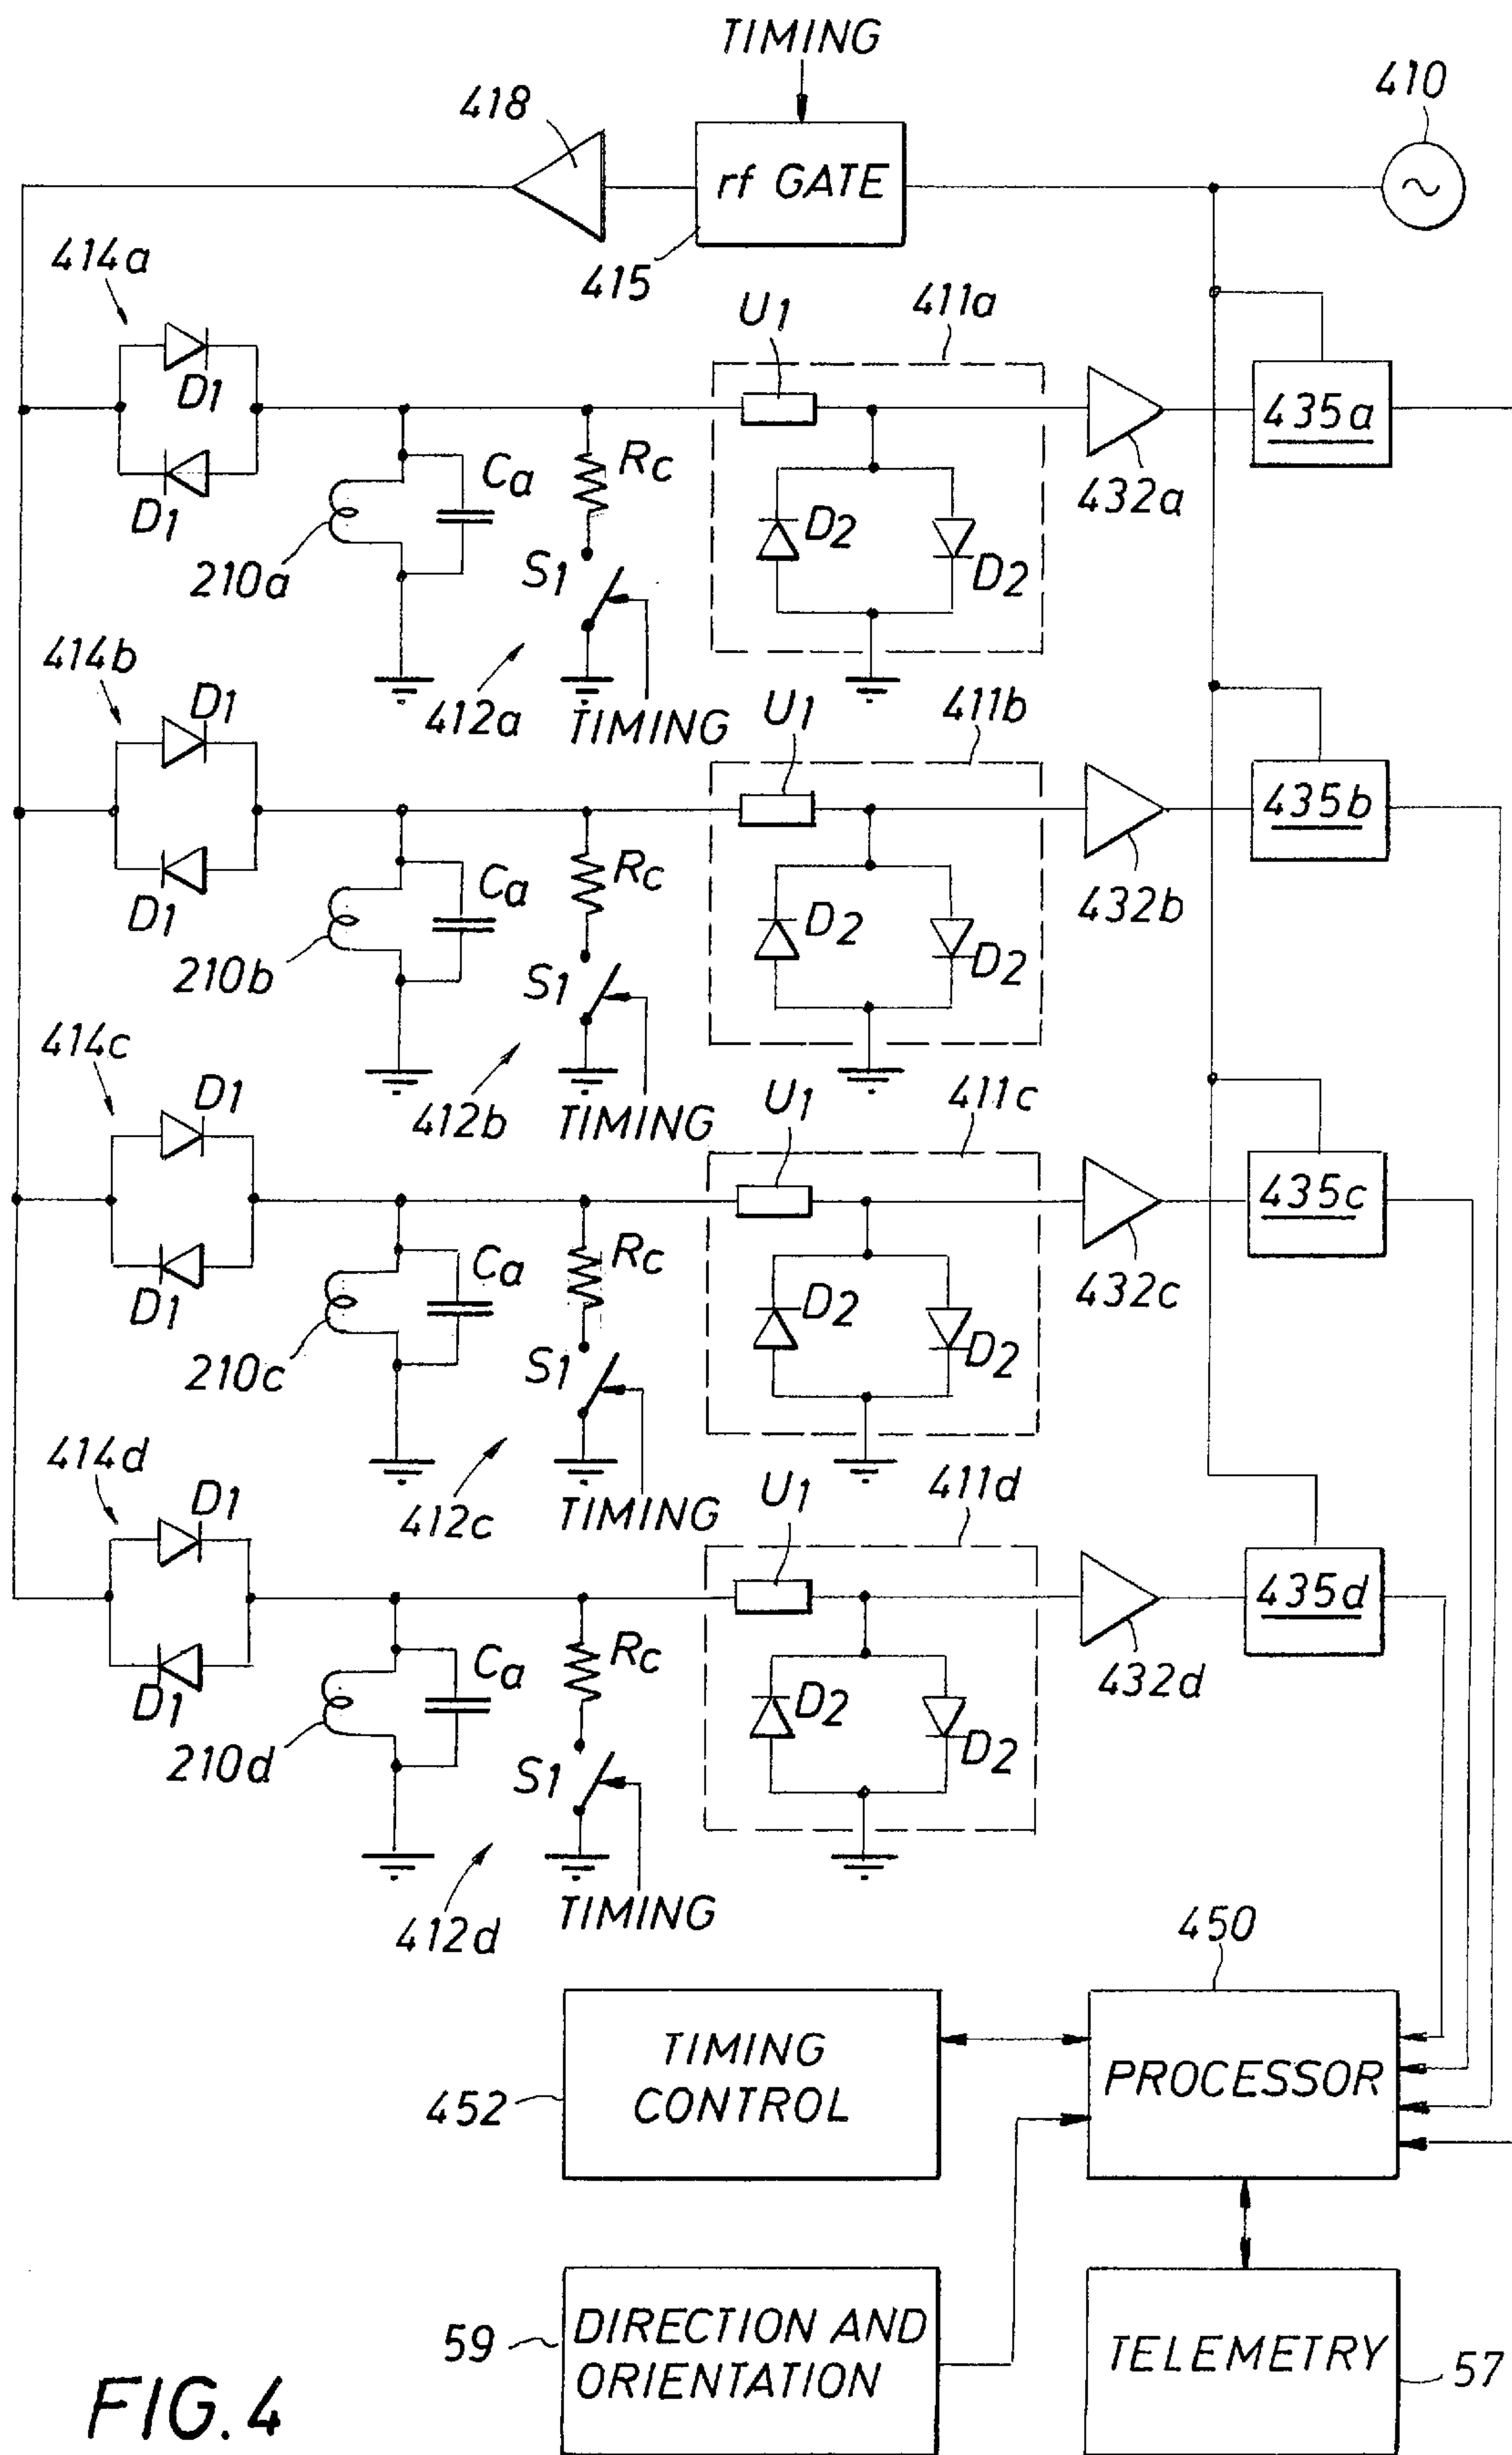 TIMING
410
418
rf GATE
415
414a
D1
D1
Ca
210a
Rc
S1
412a
TIMING
U1
411a
D2
D2
432a
435a
414b
D1
D1
Ca
210b
Rc
S1
412b
TIMING
U1
411b
D2
D2
432b
435b
414c
D1
D1
Ca
210c
Rc
S1
412c
TIMING
U1
411c
D2
D2
432c
435c
414d
D1
D1
Ca
210d
Rc
S1
412d
TIMING
U1
411d
D2
D2
432d
435d
450
TIMING
CONTROL
452
PROCESSOR
59
DIRECTION AND
ORIENTATION
TELEMETRY
57
FIG. 4